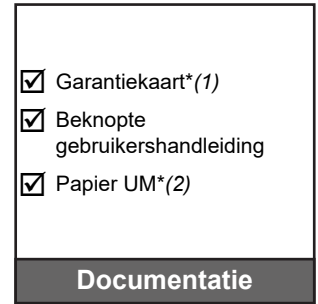 ☑ Garantiekaart*(1)
☑ Beknopte
gebruikershandleiding
☑ Papier UM*(2)
Documentatie